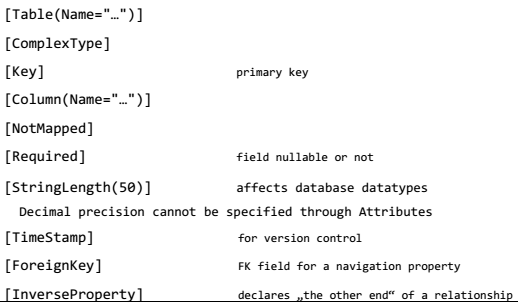 [Table(Name="…")]
[ComplexType]
[Key] primary key
[Column(Name="…")]
[NotMapped]
[Required] field nullable or not
[StringLength(50)] affects database datatypes
Decimal precision cannot be specified through Attributes
[TimeStamp] for version control
[ForeignKey] FK field for a navigation property
[InverseProperty] declares „the other end“ of a relationship